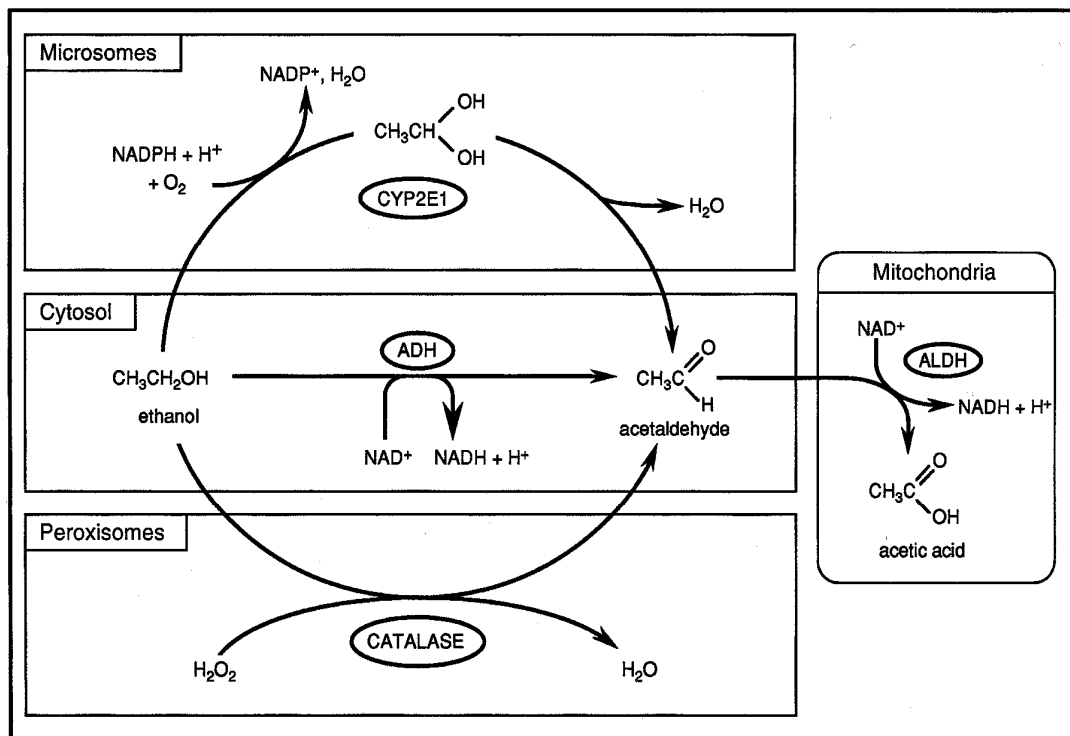 Microsomes
NADP⁺, H₂O
NADPH + H⁺
+ O₂
CH₃CH
OH
OH
CYP2E1
H₂O
Cytosol
ADH
CH₃CH₂OH
ethanol
NAD⁺
NADH + H⁺
CH₃C
O
H
acetaldehyde
Mitochondria
NAD⁺
ALDH
NADH + H⁺
CH₃C
O
OH
acetic acid
Peroxisomes
CATALASE
H₂O₂
H₂O